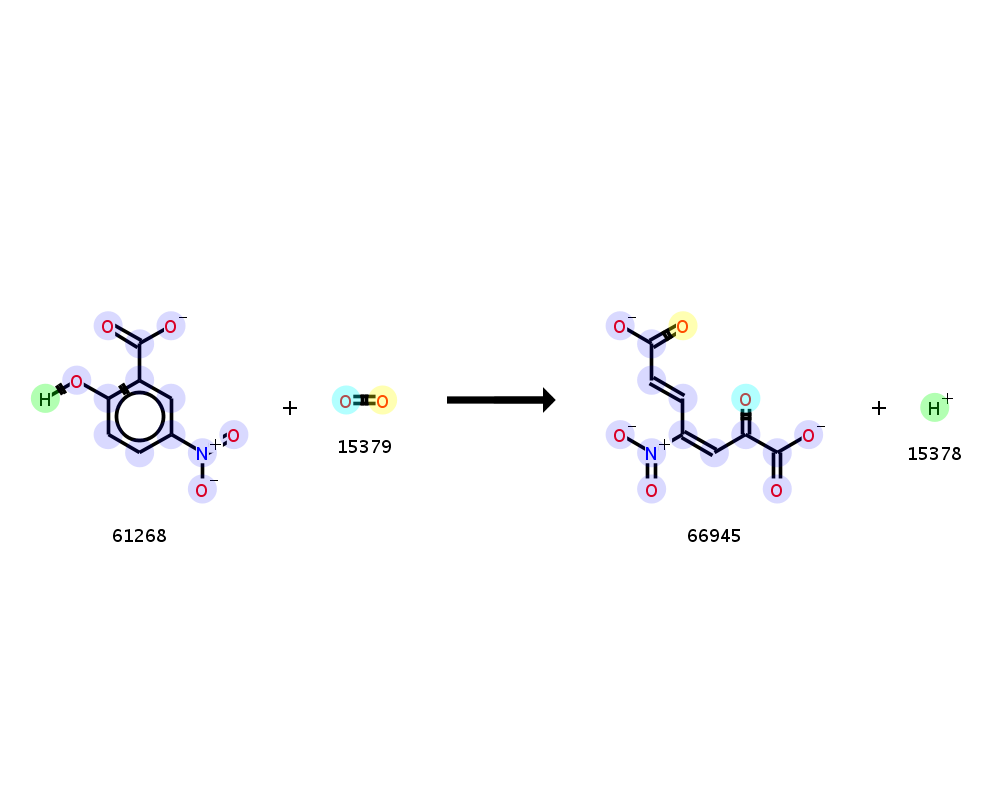 O O⁻ O⁻ O
H O + O O O + H⁺
O⁻ O⁻
N⁺ O N⁺
O⁻ O O
15379 15378
61268 66945